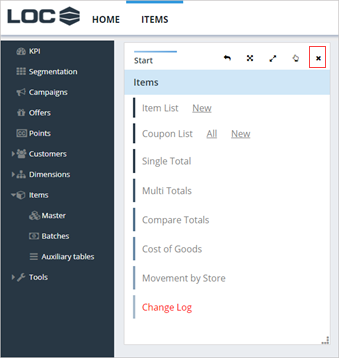 LOC HOME ITEMS
KPI
Segmentation
Campaigns
Offers
Points
Customers
Dimensions
Items
Master
Batches
Auxiliary tables
Tools
Start
Items
Item List New
Coupon List All New
Single Total
Multi Totals
Compare Totals
Cost of Goods
Movement by Store
Change Log